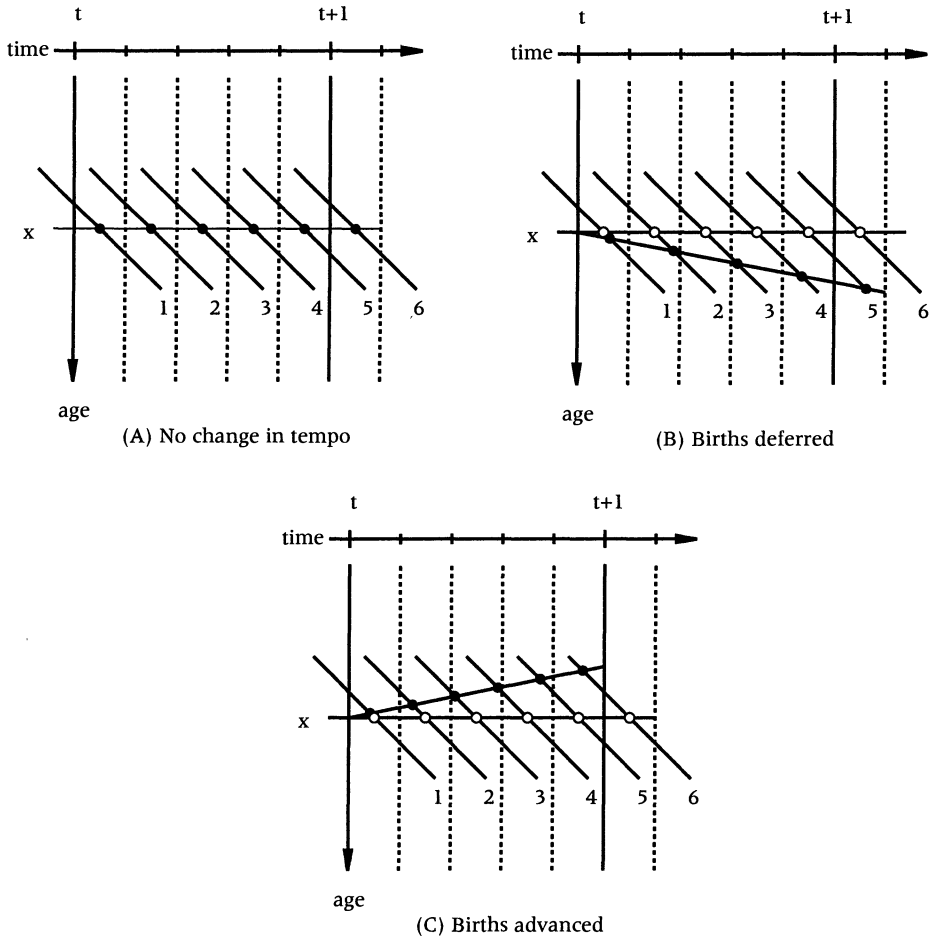 t t+1
time
x
1 2 3 4 5 6
age
(A) No change in tempo
t t+1
time
x
1 2 3 4 5 6
age
(B) Births deferred
t t+1
time
x
1 2 3 4 5 6
age
(C) Births advanced